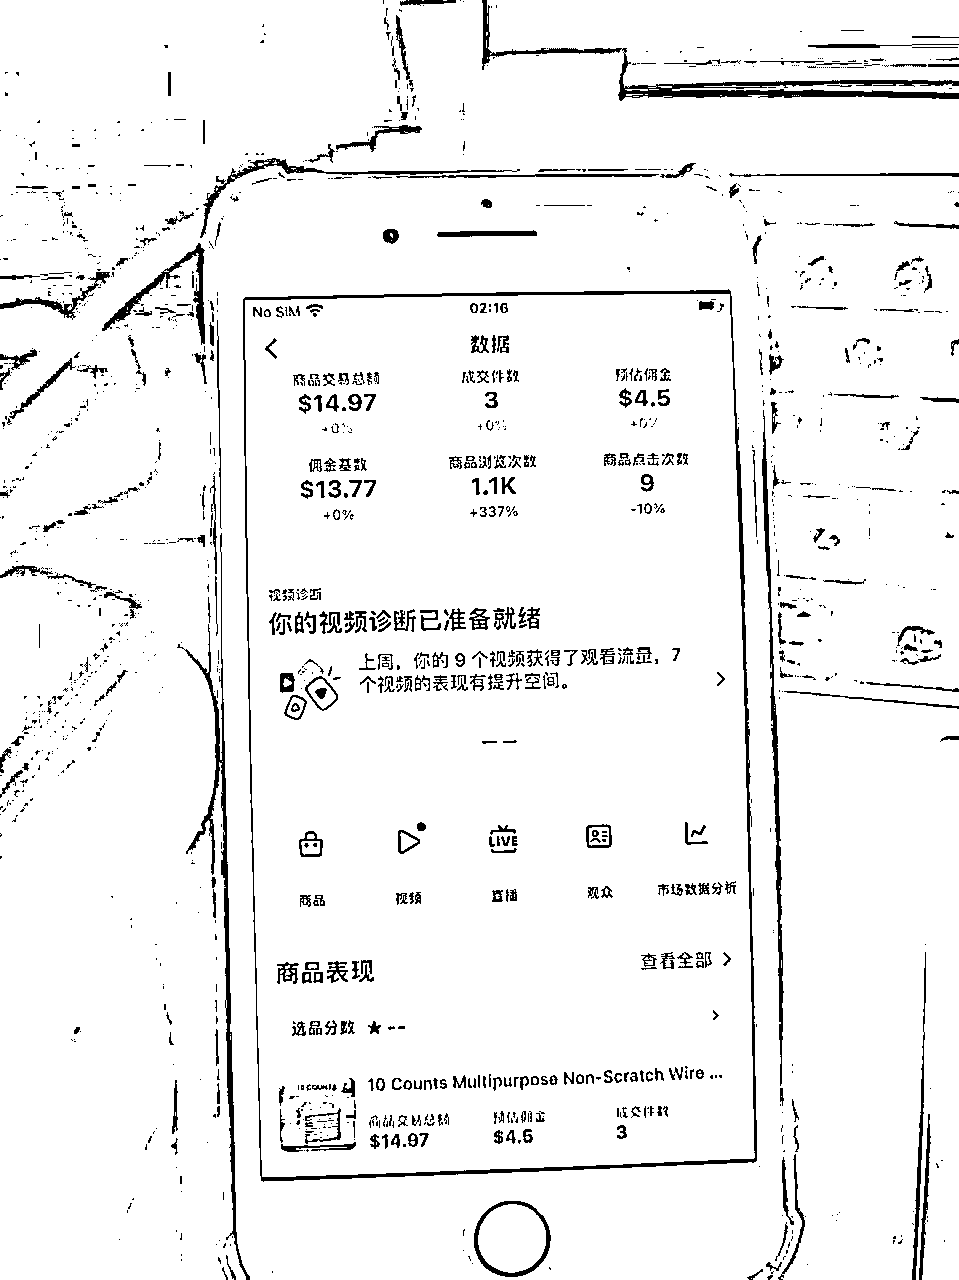 No SIM 02:16
数据
商品交易总额 成交件数 预估佣金
$14.97 3 $4.5
+0% +0% +0%
佣金基数 商品浏览次数 商品点击次数
$13.77 1.1K 9
+0% +337% -10%
视频诊断
你的视频诊断已准备就绪
上周，你的 9 个视频获得了观看流量，7
个视频的表现有提升空间。
LIVE
商品 视频 直播 观众 市场数据分析
商品表现 查看全部
选品分数 ★ --
10 Counts Multipurpose Non-Scratch Wire ...
商品交易总额 预估佣金 成交件数
$14.97 $4.5 3